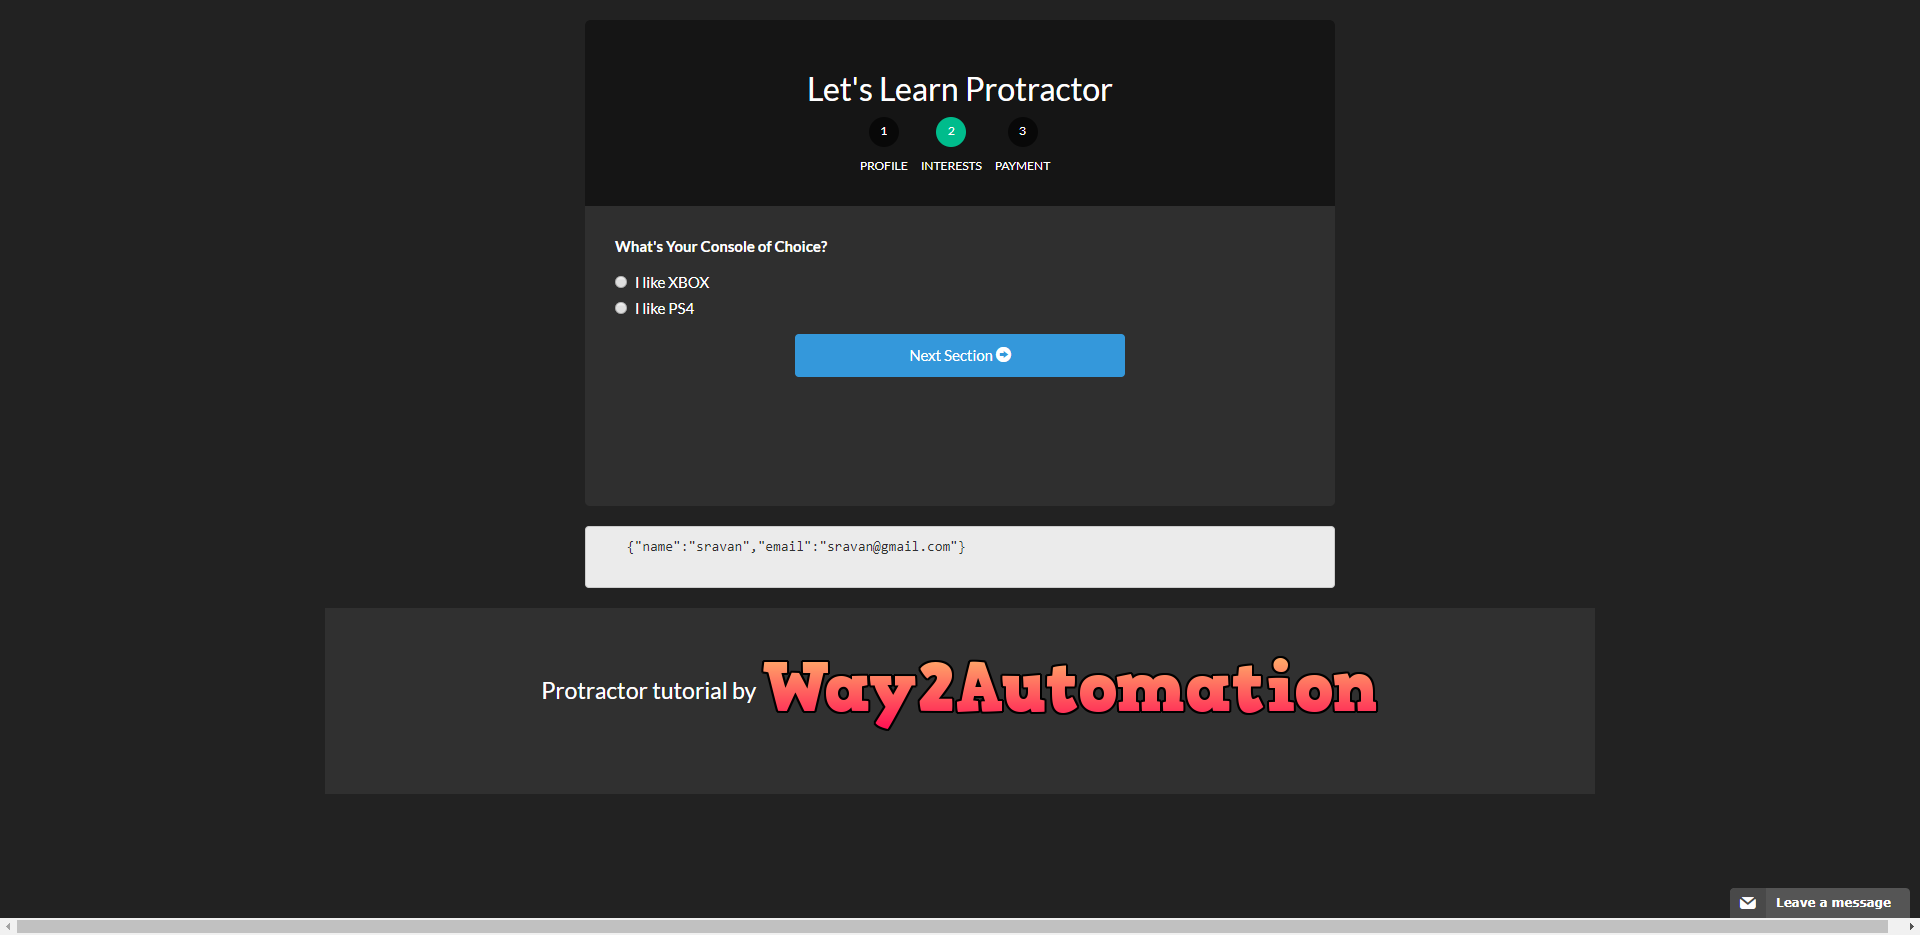 Let's Learn Protractor
1 2 3
PROFILE INTERESTS PAYMENT
What's Your Console of Choice?
I like XBOX
I like PS4
Next Section
{"name":"sravan","email":"sravan@gmail.com"}
Protractor tutorial by Way2Automation
Leave a message